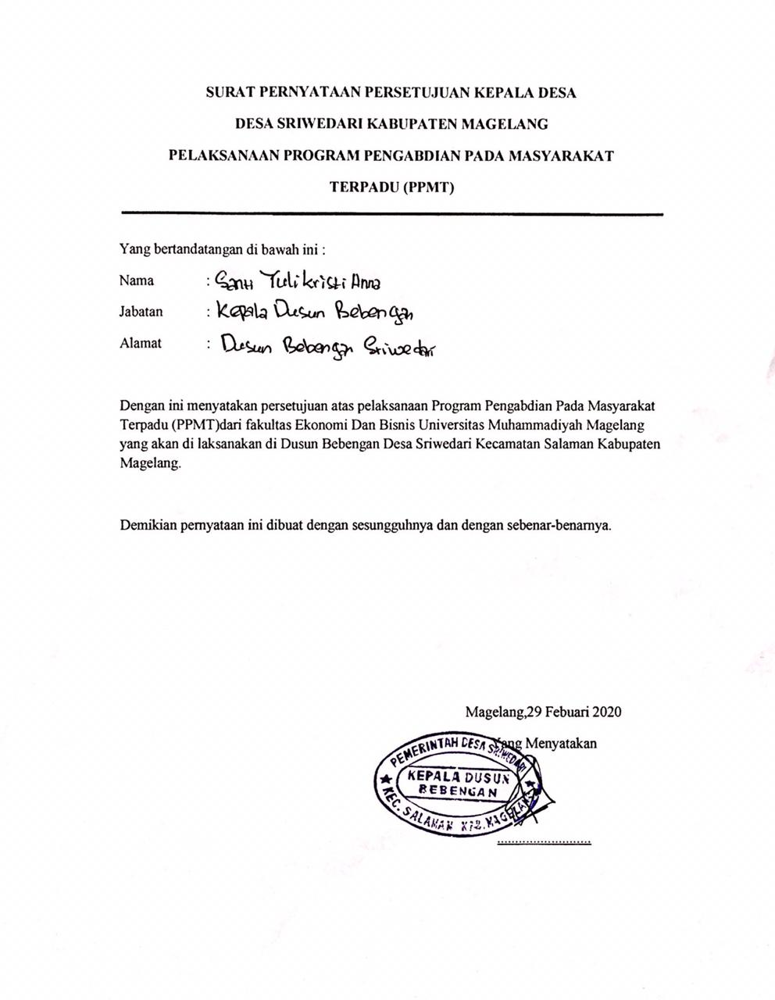 SURAT PERNYATAAN PERSETUJUAN KEPALA DESA
DESA SRIWEDARI KABUPATEN MAGELANG
PELAKSANAAN PROGRAM PENGABDIAN PADA MASYARAKAT
TERPADU (PPMT)
Yang bertandatangan di bawah ini :
Nama : Santi Yulikristi Anna
Jabatan : Kepala Dusun Bebengan
Alamat : Dusun Bebengan Sriwedari
Dengan ini menyatakan persetujuan atas pelaksanaan Program Pengabdian Pada Masyarakat
Terpadu (PPMT)dari fakultas Ekonomi Dan Bisnis Universitas Muhammadiyah Magelang
yang akan di laksanakan di Dusun Bebengan Desa Sriwedari Kecamatan Salaman Kabupaten
Magelang.
Demikian pernyataan ini dibuat dengan sesungguhnya dan dengan sebenar-benarnya.
Magelang,29 Febuari 2020
Yang Menyatakan
PEMERINTAH DESA SRIWEDARI
KEPALA DUSUN
BEBENGAN
KEC. SALAMAN KAB. MAGELANG